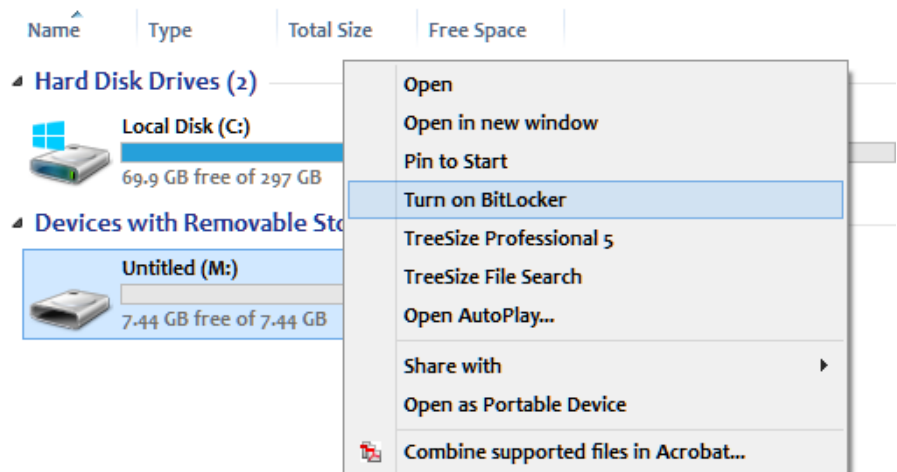 Name Type Total Size Free Space
Hard Disk Drives (2)
Local Disk (C:)
69.9 GB free of 297 GB
Devices with Removable Sto
Untitled (M:)
7.44 GB free of 7.44 GB
Open
Open in new window
Pin to Start
Turn on BitLocker
TreeSize Professional 5
TreeSize File Search
Open AutoPlay...
Share with
Open as Portable Device
Combine supported files in Acrobat...